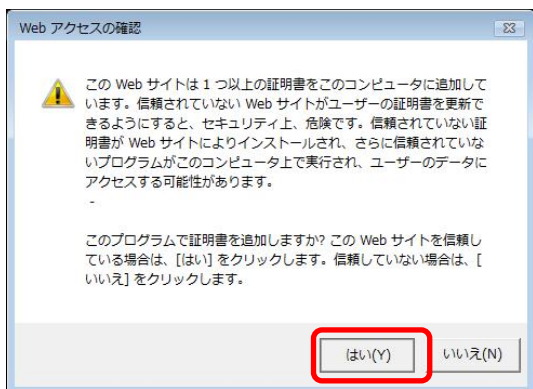 Web アクセスの確認
この Web サイトは 1 つ以上の証明書をこのコンピュータに追加して
います。信頼されていない Web サイトがユーザーの証明書を更新で
きるようにすると、セキュリティ上、危険です。信頼されていない証
明書が Web サイトによりインストールされ、さらに信頼されていな
いプログラムがこのコンピュータ上で実行され、ユーザーのデータに
アクセスする可能性があります。
-
このプログラムで証明書を追加しますか? この Web サイトを信頼し
ている場合は、[はい] をクリックします。信頼していない場合は、[
いいえ] をクリックします。
はい(Y) いいえ(N)